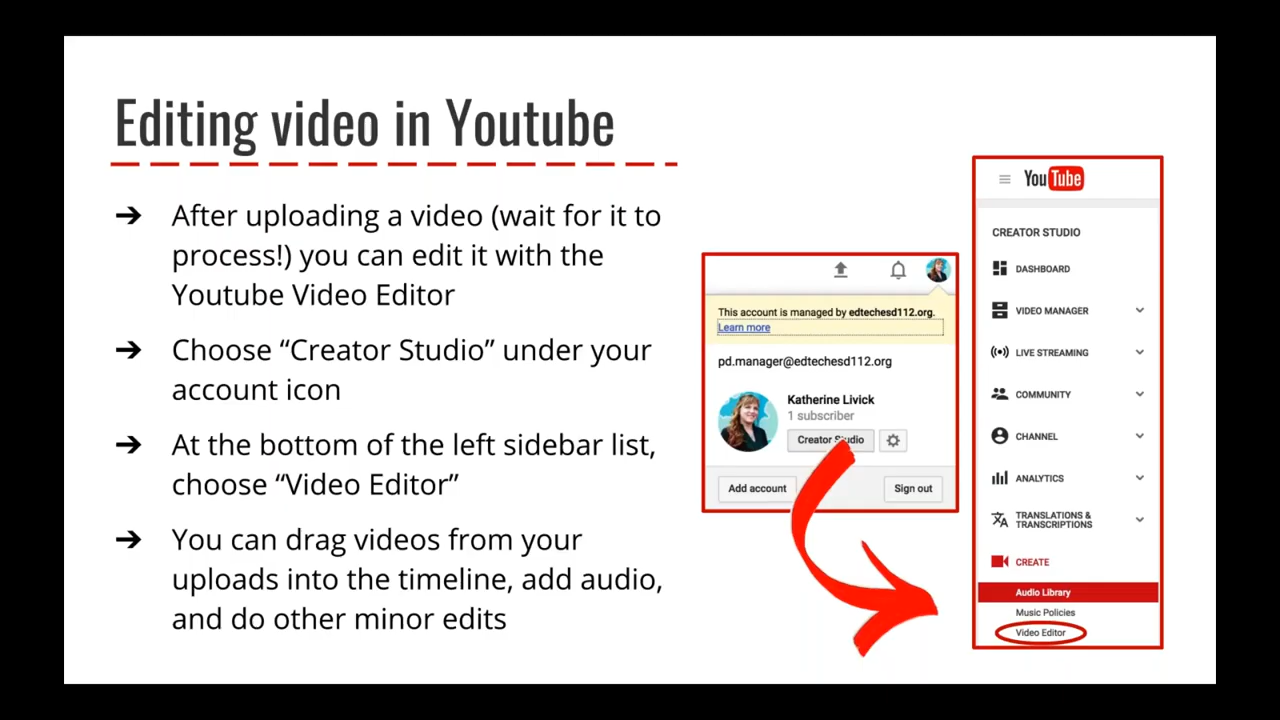 Editing video in Youtube
➔ After uploading a video (wait for it to
process!) you can edit it with the
Youtube Video Editor
➔ Choose “Creator Studio” under your
account icon
➔ At the bottom of the left sidebar list,
choose “Video Editor”
➔ You can drag videos from your
uploads into the timeline, add audio,
and do other minor edits
This account is managed by edtechesd112.org.
Learn more
pd.manager@edtechesd112.org
Katherine Livick
1 subscriber
Creator Studio
Add account
Sign out
YouTube
CREATOR STUDIO
DASHBOARD
VIDEO MANAGER
LIVE STREAMING
COMMUNITY
CHANNEL
ANALYTICS
TRANSLATIONS &
TRANSCRIPTIONS
CREATE
Audio Library
Music Policies
Video Editor